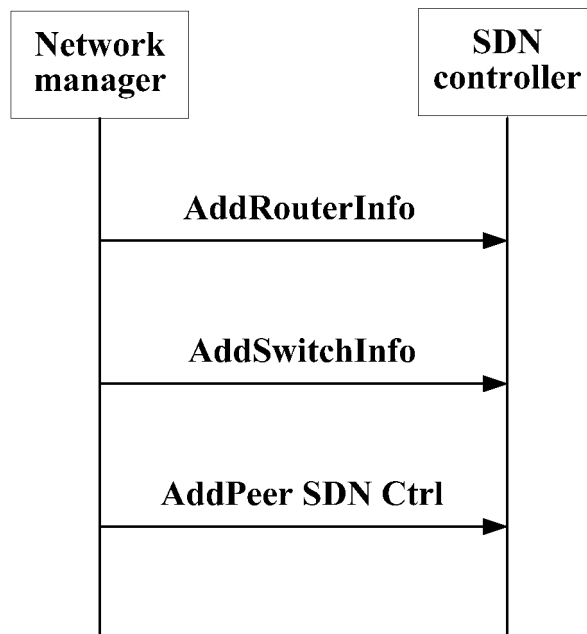 Network
manager
SDN
controller
AddRouterInfo
AddSwitchInfo
AddPeer SDN Ctrl